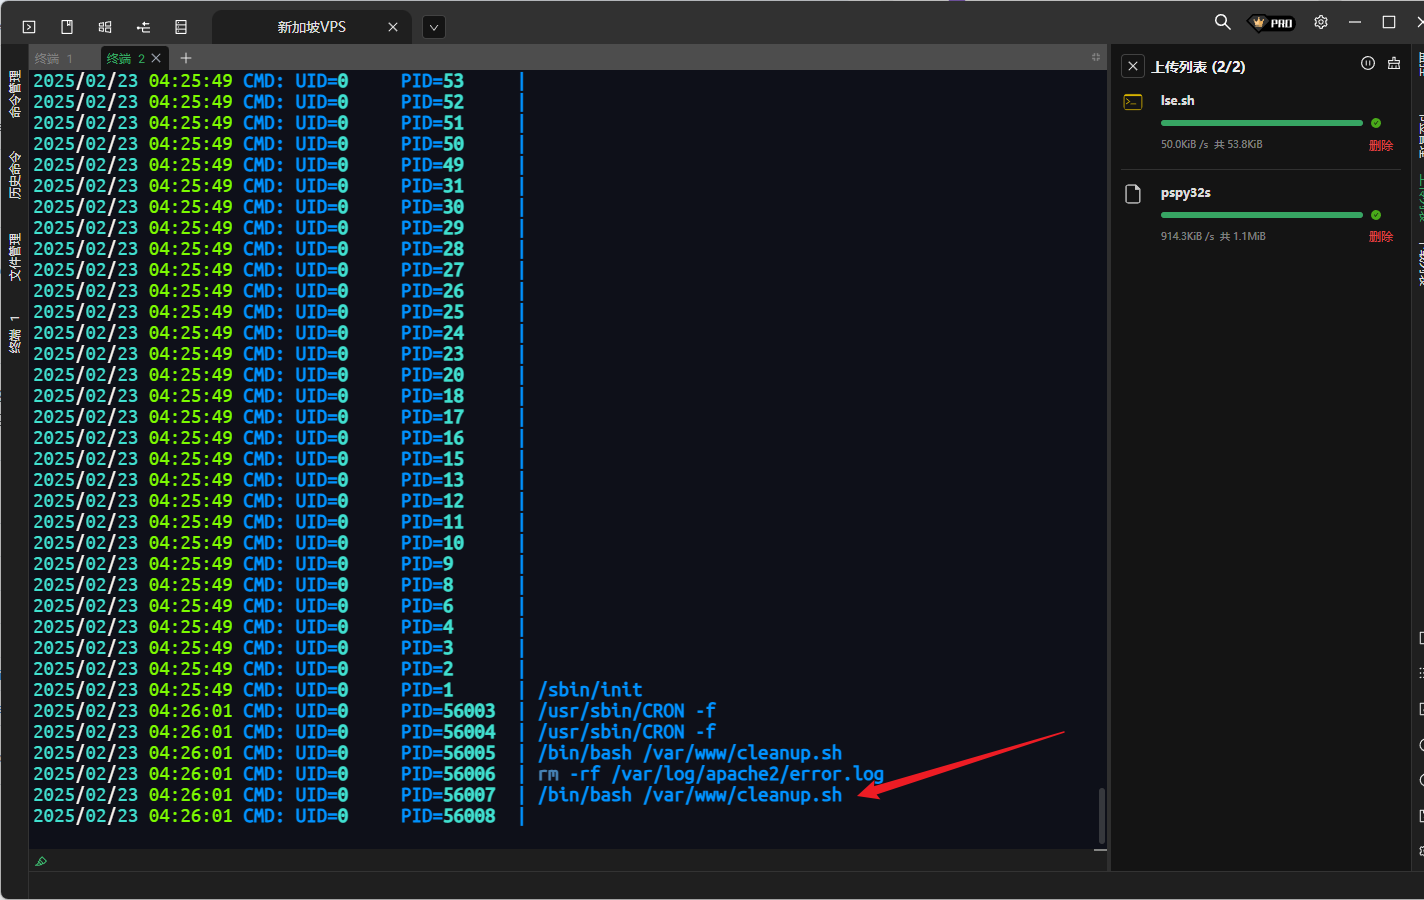 新加坡VPS
PRO
终端 1
终端 2
命令管理
历史命令
文件管理
终端 1
2025/02/23 04:25:49 CMD: UID=0 PID=53 |
2025/02/23 04:25:49 CMD: UID=0 PID=52 |
2025/02/23 04:25:49 CMD: UID=0 PID=51 |
2025/02/23 04:25:49 CMD: UID=0 PID=50 |
2025/02/23 04:25:49 CMD: UID=0 PID=49 |
2025/02/23 04:25:49 CMD: UID=0 PID=31 |
2025/02/23 04:25:49 CMD: UID=0 PID=30 |
2025/02/23 04:25:49 CMD: UID=0 PID=29 |
2025/02/23 04:25:49 CMD: UID=0 PID=28 |
2025/02/23 04:25:49 CMD: UID=0 PID=27 |
2025/02/23 04:25:49 CMD: UID=0 PID=26 |
2025/02/23 04:25:49 CMD: UID=0 PID=25 |
2025/02/23 04:25:49 CMD: UID=0 PID=24 |
2025/02/23 04:25:49 CMD: UID=0 PID=23 |
2025/02/23 04:25:49 CMD: UID=0 PID=20 |
2025/02/23 04:25:49 CMD: UID=0 PID=18 |
2025/02/23 04:25:49 CMD: UID=0 PID=17 |
2025/02/23 04:25:49 CMD: UID=0 PID=16 |
2025/02/23 04:25:49 CMD: UID=0 PID=15 |
2025/02/23 04:25:49 CMD: UID=0 PID=13 |
2025/02/23 04:25:49 CMD: UID=0 PID=12 |
2025/02/23 04:25:49 CMD: UID=0 PID=11 |
2025/02/23 04:25:49 CMD: UID=0 PID=10 |
2025/02/23 04:25:49 CMD: UID=0 PID=9 |
2025/02/23 04:25:49 CMD: UID=0 PID=8 |
2025/02/23 04:25:49 CMD: UID=0 PID=6 |
2025/02/23 04:25:49 CMD: UID=0 PID=4 |
2025/02/23 04:25:49 CMD: UID=0 PID=3 |
2025/02/23 04:25:49 CMD: UID=0 PID=2 |
2025/02/23 04:25:49 CMD: UID=0 PID=1 | /sbin/init
2025/02/23 04:26:01 CMD: UID=0 PID=56003 | /usr/sbin/CRON -f
2025/02/23 04:26:01 CMD: UID=0 PID=56004 | /usr/sbin/CRON -f
2025/02/23 04:26:01 CMD: UID=0 PID=56005 | /bin/bash /var/www/cleanup.sh
2025/02/23 04:26:01 CMD: UID=0 PID=56006 | rm -rf /var/log/apache2/error.log
2025/02/23 04:26:01 CMD: UID=0 PID=56007 | /bin/bash /var/www/cleanup.sh
2025/02/23 04:26:01 CMD: UID=0 PID=56008 |
上传列表 (2/2)
lse.sh
50.0KiB /s 共 53.8KiB
删除
pspy32s
914.3KiB /s 共 1.1MiB
删除